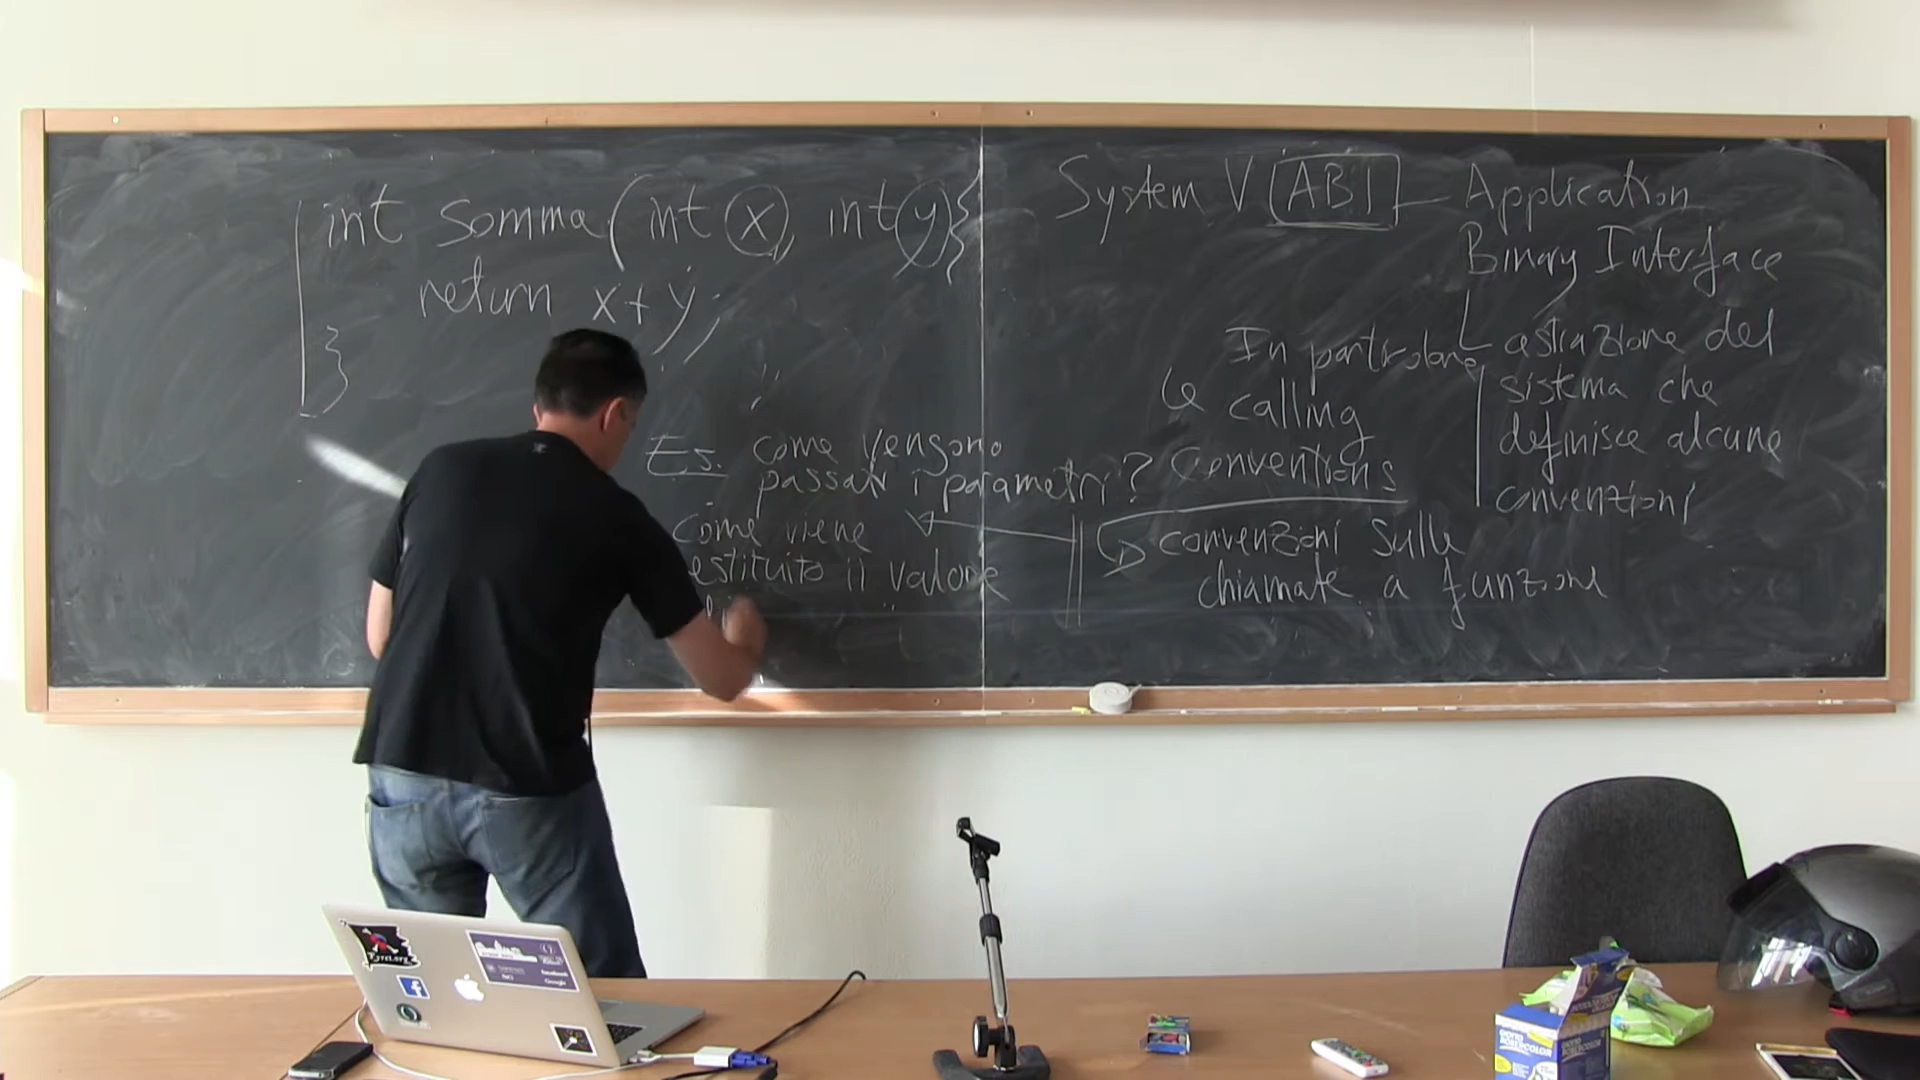 int somma (int x, int y) {
return x+y;
}
Es. come vengono
passati i parametri?
come viene
estituito il valore
System V ABI — Application
Binary Interface
astrazione del
sistema che
definisce alcune
convenzioni
In particolare
calling
conventions
convenzioni sulle
chiamate a funzione